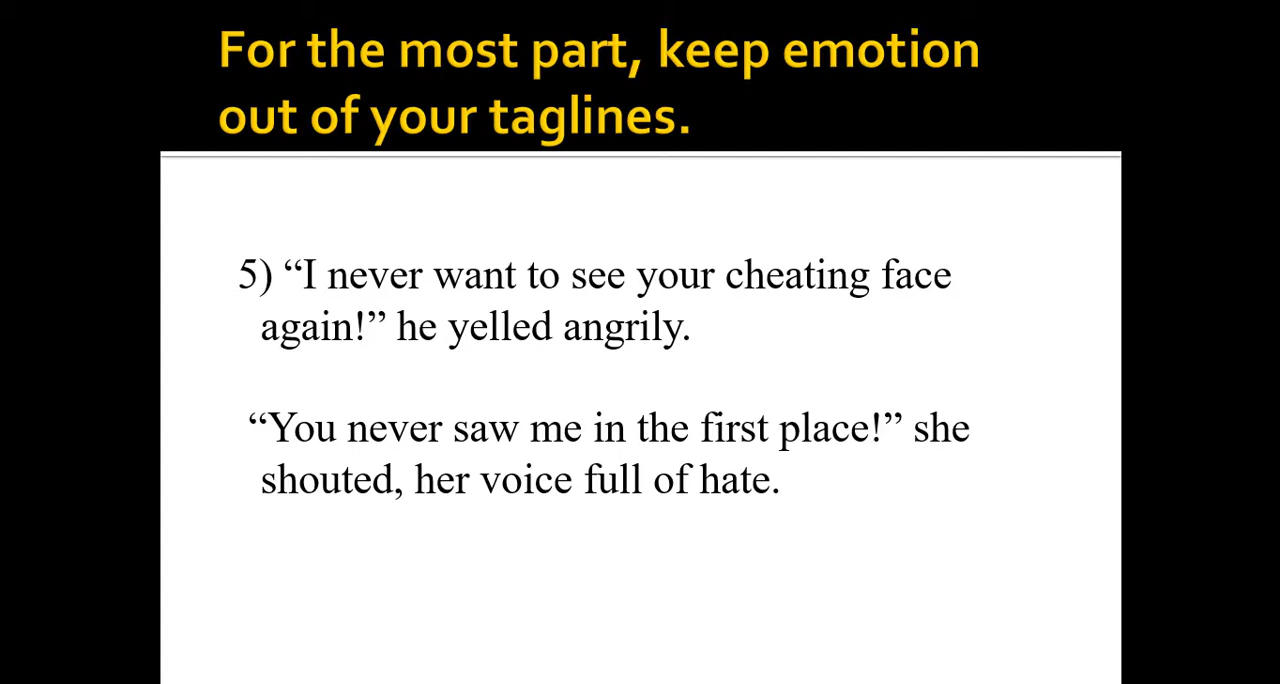 For the most part, keep emotion
out of your taglines.
5) “I never want to see your cheating face
again!” he yelled angrily.
“You never saw me in the first place!” she
shouted, her voice full of hate.